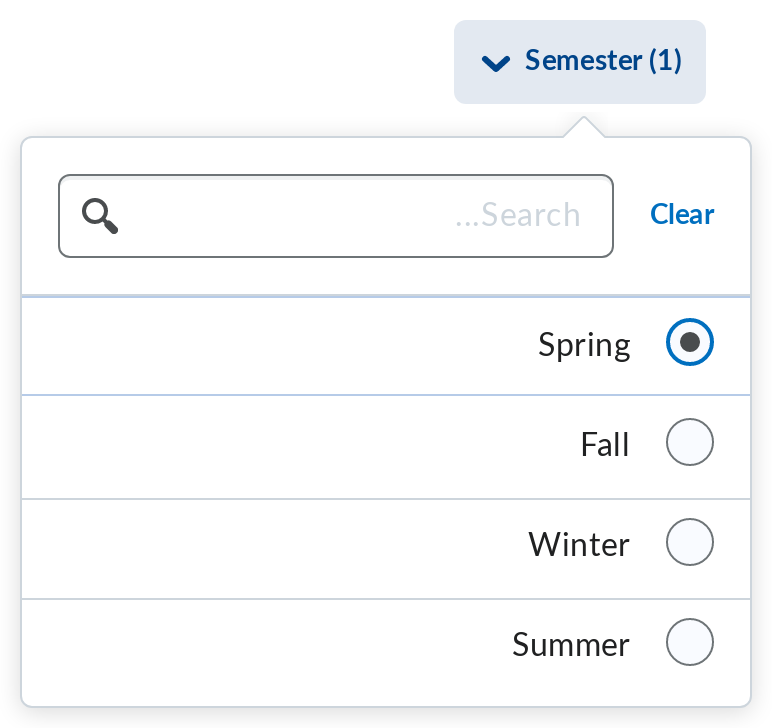 Semester (1)
...Search
Clear
Spring
Fall
Winter
Summer